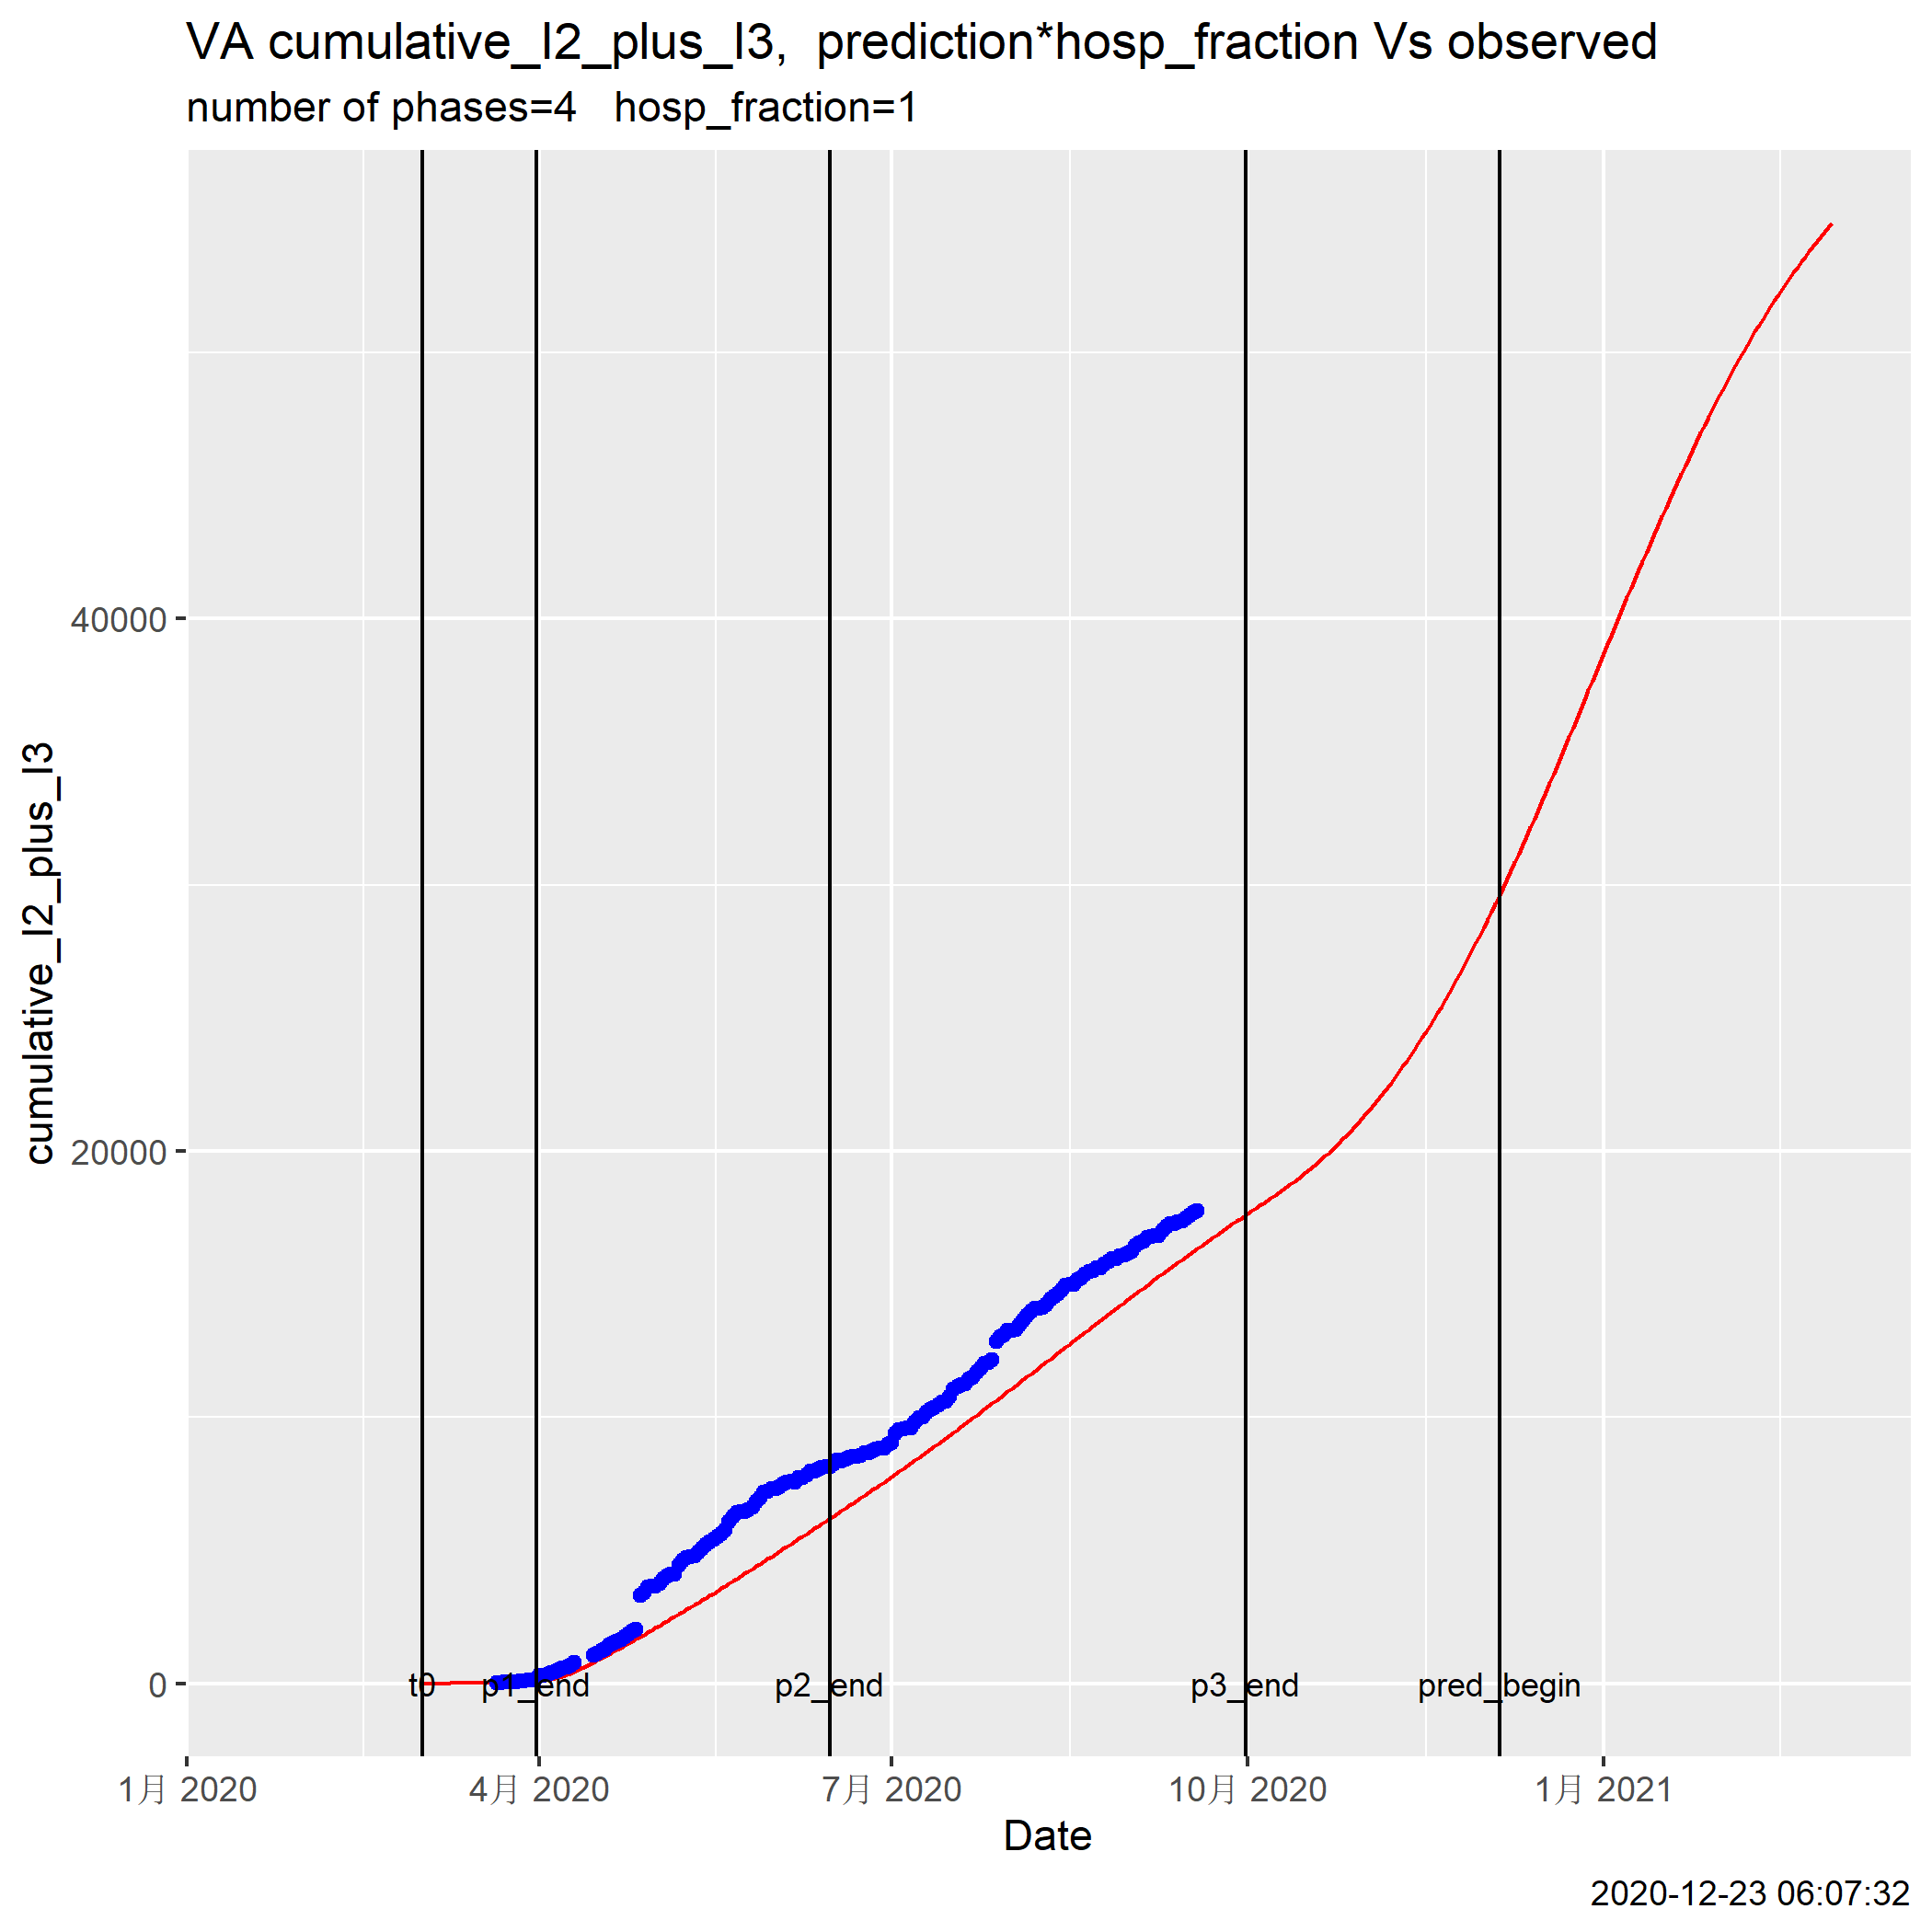 VA cumulative_I2_plus_I3,  prediction*hosp_fraction Vs observed
number of phases=4   hosp_fraction=1
cumulative_I2_plus_I3
40000
20000
0
t0
p1_end
p2_end
p3_end
pred_begin
1月 2020
4月 2020
7月 2020
10月 2020
1月 2021
Date
2020-12-23 06:07:32